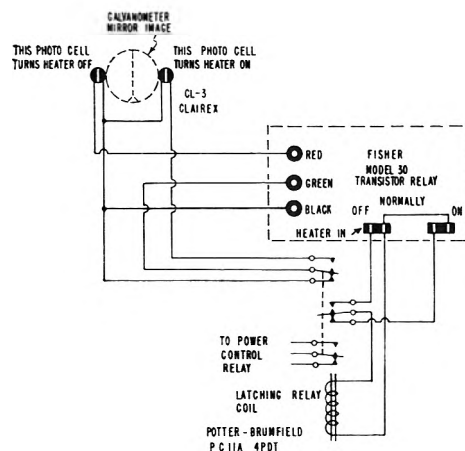 GALVANOMETER
MIRROR IMAGE
THIS PHOTO CELL
TURNS HEATER OFF
THIS PHOTO CELL
TURNS HEATER ON
CL-3
CLAIREX
RED
FISHER
MODEL 30
TRANSISTOR RELAY
GREEN
NORMALLY
BLACK
OFF
ON
HEATER IN
TO POWER
CONTROL
RELAY
LATCHING RELAY
COIL
POTTER-BRUMFIELD
PC11A 4PDT